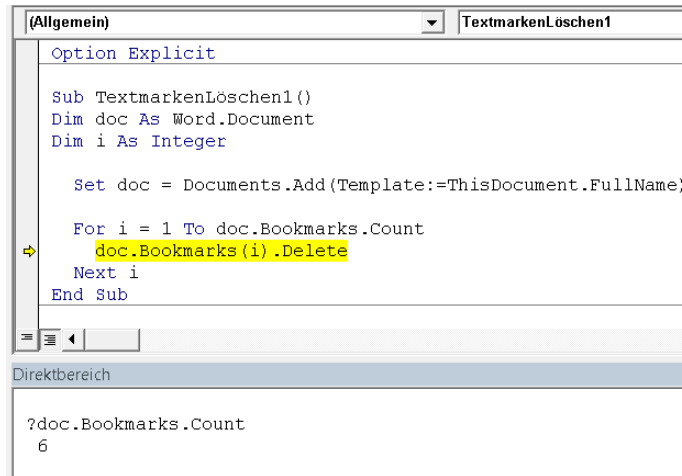 (Allgemein) TextmarkenLöschen1
Option Explicit
Sub TextmarkenLöschen1()
Dim doc As Word.Document
Dim i As Integer
Set doc = Documents.Add(Template:=ThisDocument.FullName)
For i = 1 To doc.Bookmarks.Count
doc.Bookmarks(i).Delete
Next i
End Sub
Direktbereich
?doc.Bookmarks.Count
6